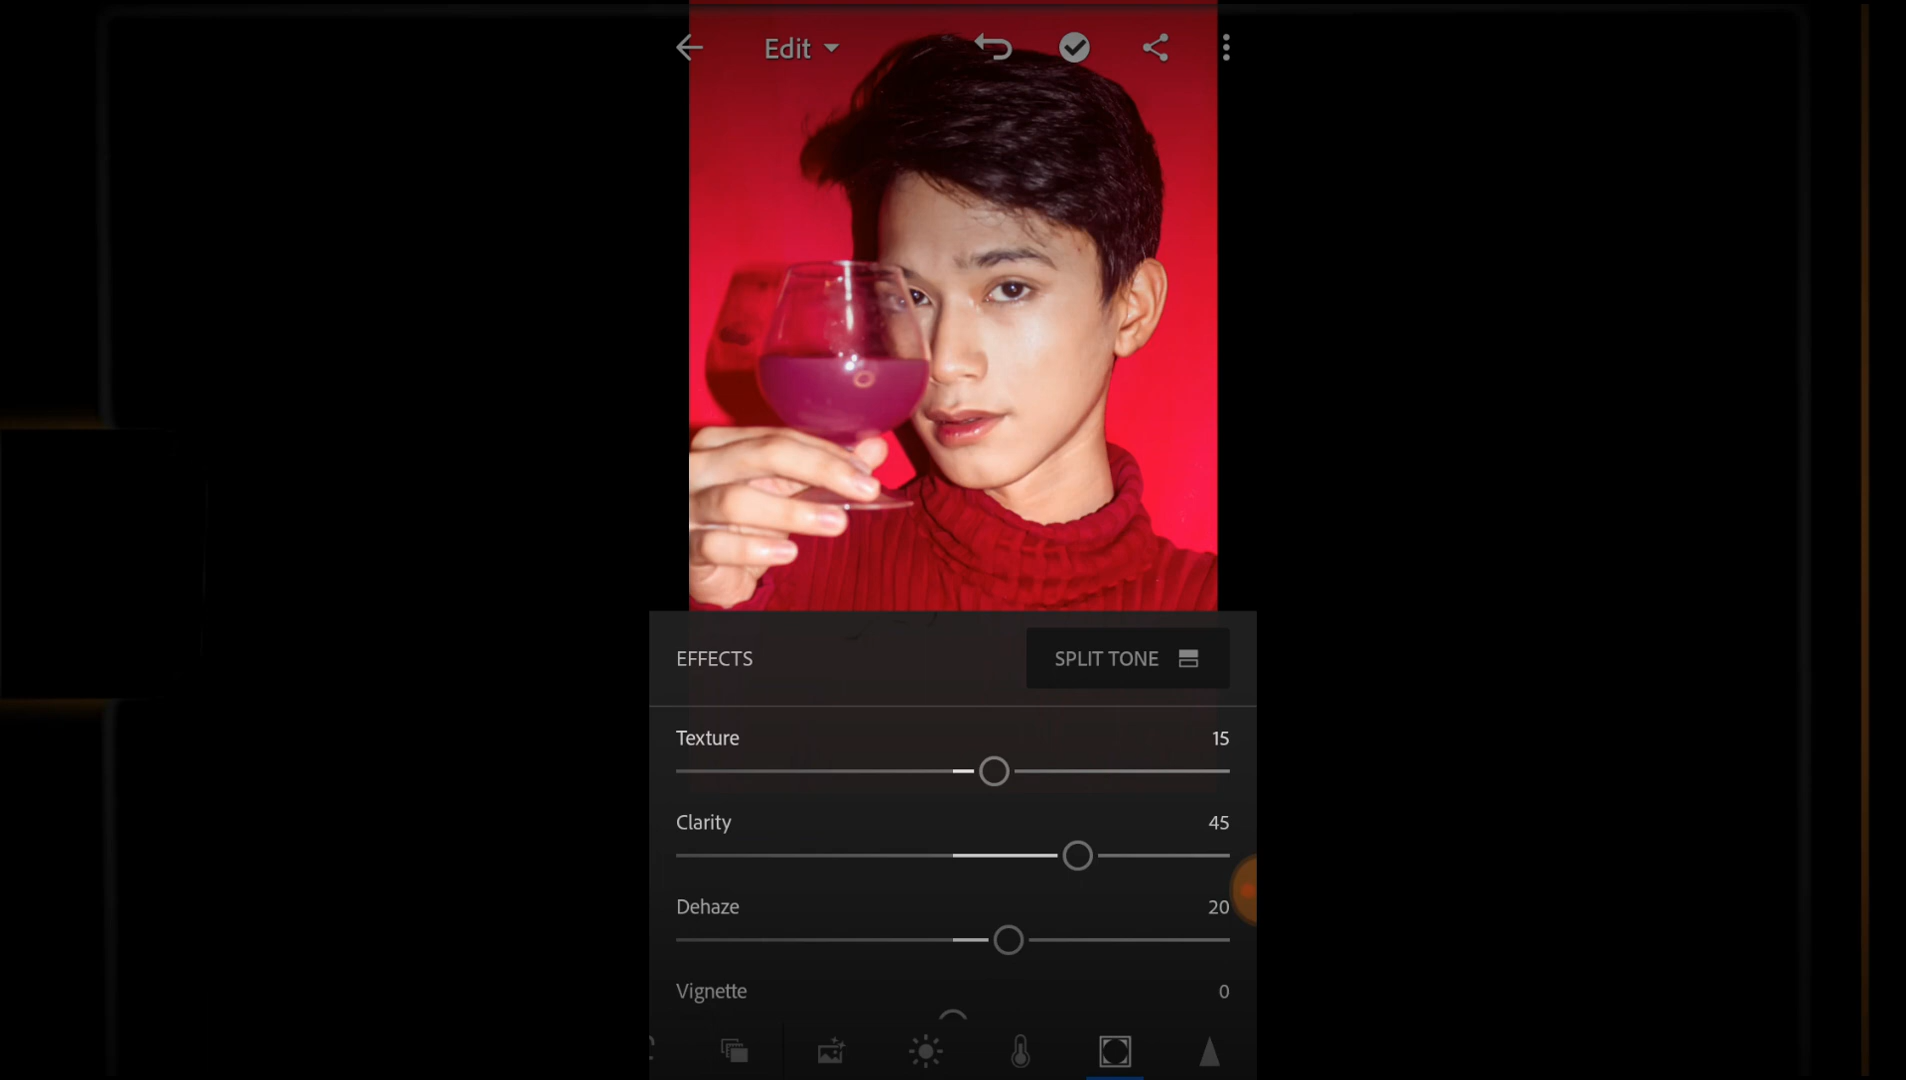 Edit
EFFECTS
SPLIT TONE
Texture 15
Clarity 45
Dehaze 20
Vignette 0